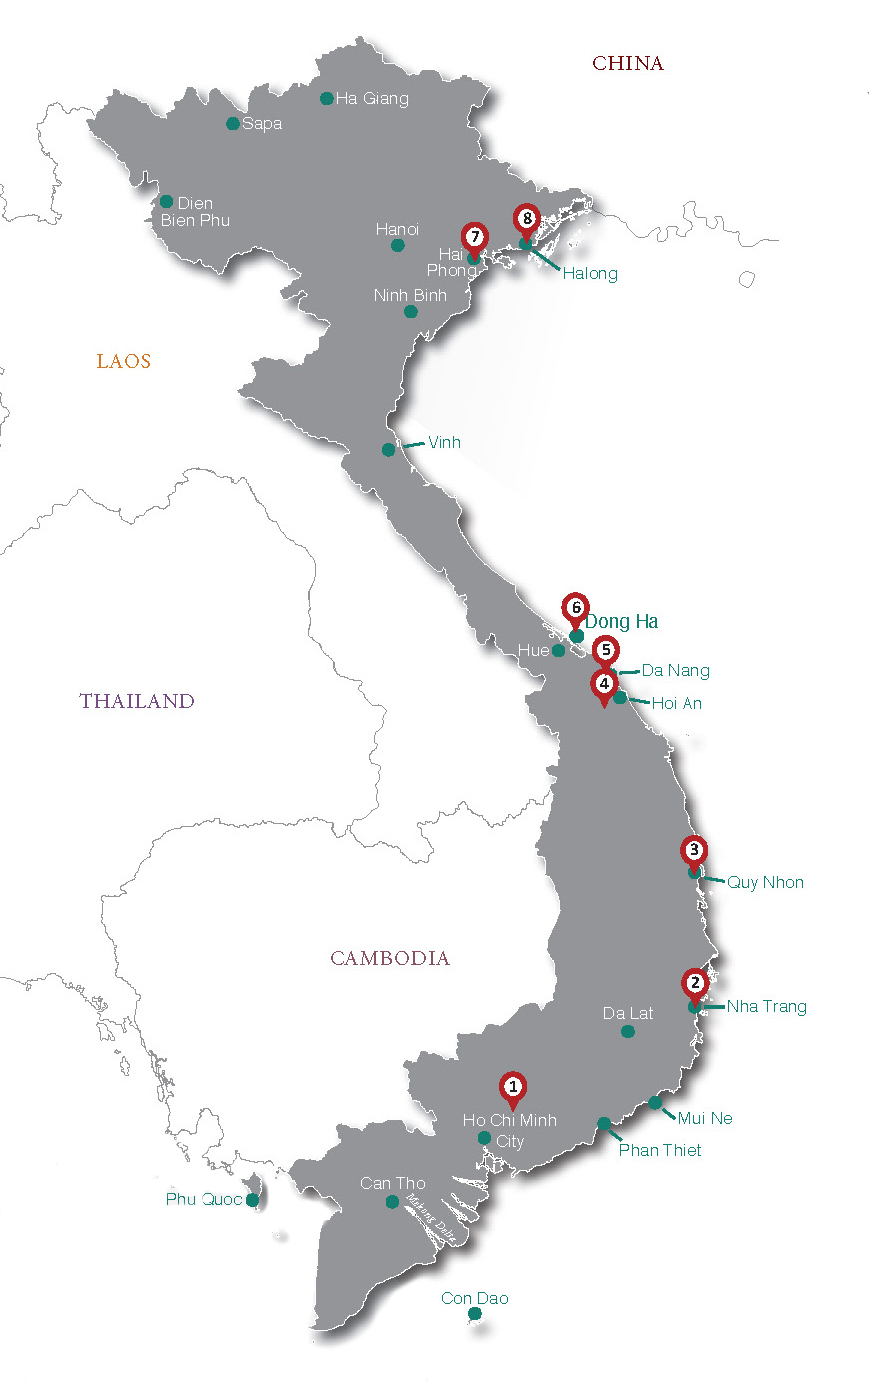 CHINA
Ha Giang
Sapa
Dien
Bien Phu
8
Hanoi
7
Hai
Phong
Halong
Ninh Binh
LAOS
Vinh
6
Dong Ha
Hue
5
Da Nang
4
Hoi An
THAILAND
3
Quy Nhon
CAMBODIA
2
Nha Trang
Da Lat
1
Ho Chi Minh
City
Mui Ne
Phan Thiet
Can Tho
Phu Quoc
Mekong Delta
Con Dao